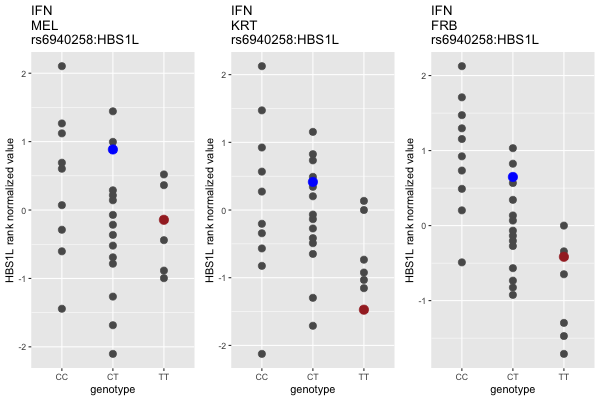 IFN
MEL
rs6940258:HBS1L
HBS1L rank normalized value
2
1
0
-1
-2
CC CT TT
genotype
IFN
KRT
rs6940258:HBS1L
HBS1L rank normalized value
2
1
0
-1
-2
CC CT TT
genotype
IFN
FRB
rs6940258:HBS1L
HBS1L rank normalized value
2
1
0
-1
CC CT TT
genotype